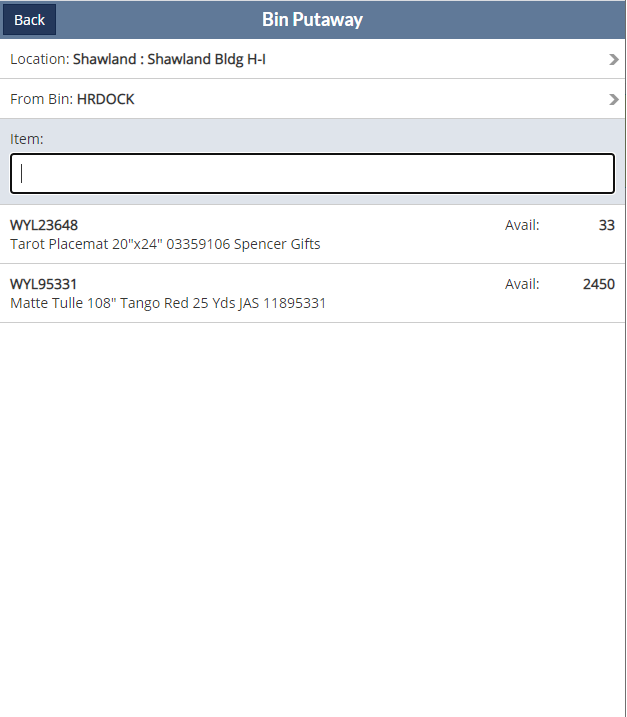 Back
Bin Putaway
Location: Shawland : Shawland Bldg H-I
From Bin: HRDOCK
Item:
WYL23648 Avail: 33
Tarot Placemat 20"x24" 03359106 Spencer Gifts
WYL95331 Avail: 2450
Matte Tulle 108" Tango Red 25 Yds JAS 11895331